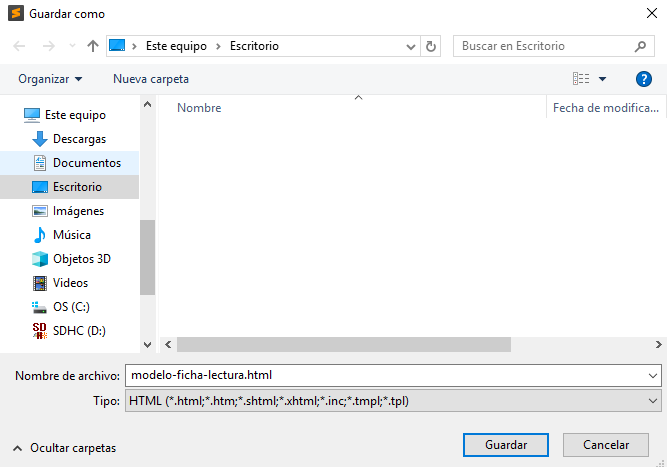 Guardar como
Este equipo > Escritorio
Buscar en Escritorio
Organizar
Nueva carpeta
?
Nombre
Fecha de modifica...
Este equipo
Descargas
Documentos
Escritorio
Imágenes
Música
Objetos 3D
Videos
OS (C:)
SDHC (D:)
Nombre de archivo: modelo-ficha-lectura.html
Tipo: HTML (*.html;*.htm;*.shtml;*.xhtml;*.inc;*.tmpl;*.tpl)
Ocultar carpetas
Guardar
Cancelar